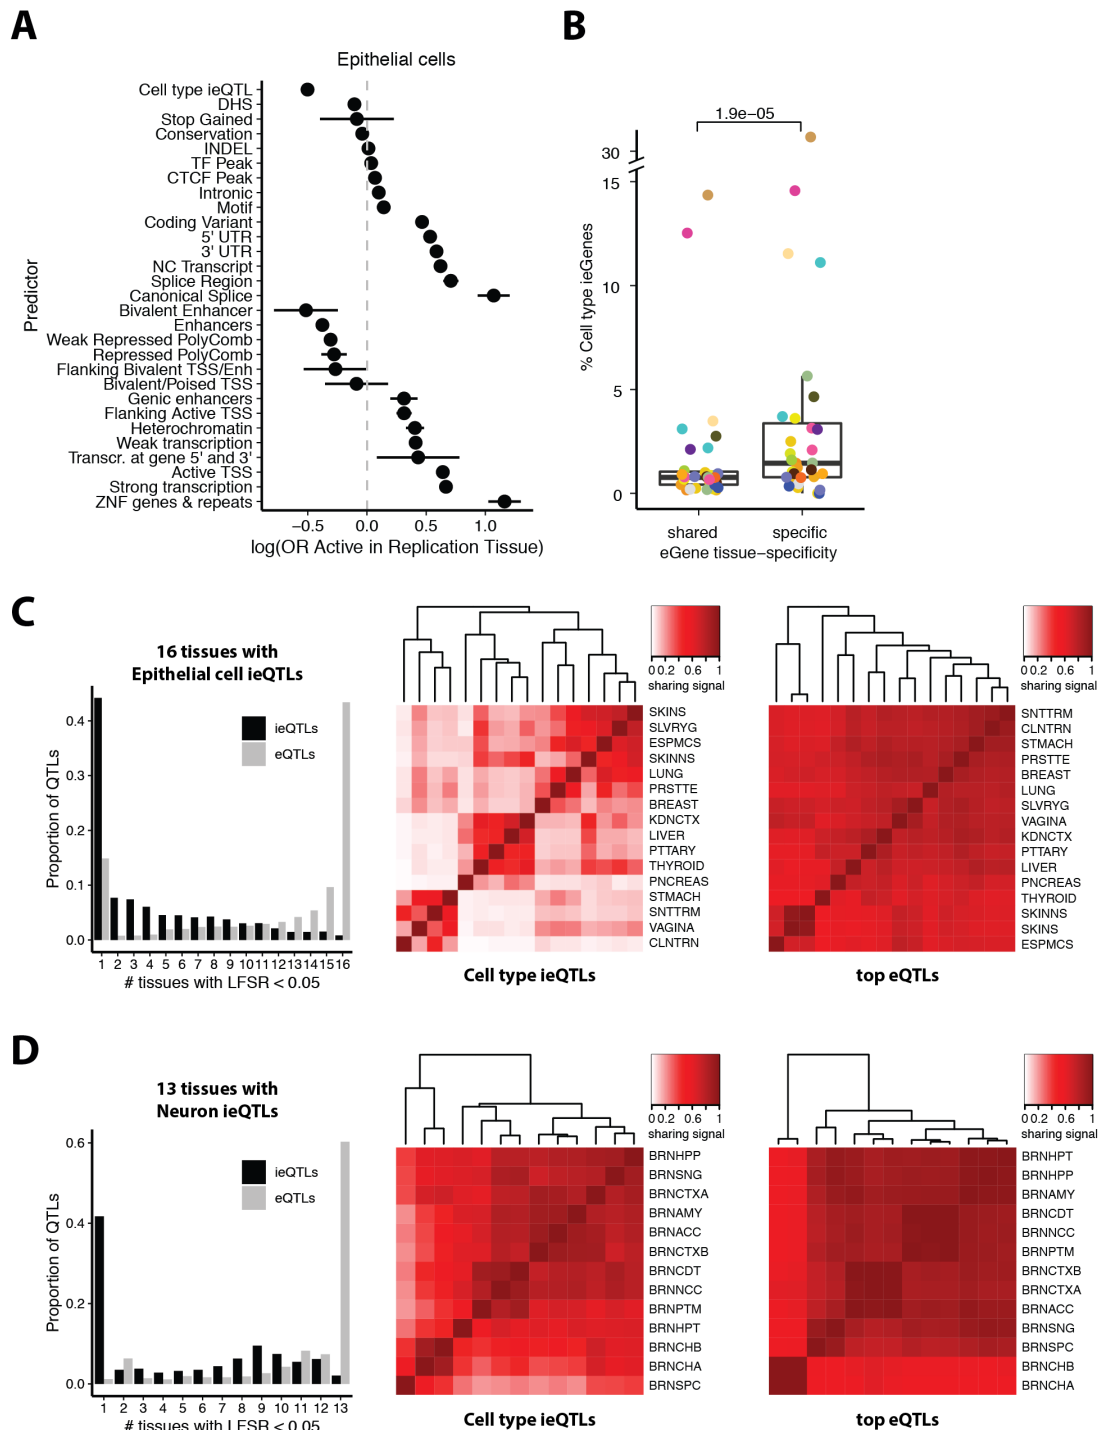 A
Epithelial cells
Predictor
Cell type ieQTL
DHS
Stop Gained
Conservation
INDEL
TF Peak
CTCF Peak
Intronic
Motif
Coding Variant
5' UTR
3' UTR
NC Transcript
Splice Region
Canonical Splice
Bivalent Enhancer
Enhancers
Weak Repressed PolyComb
Repressed PolyComb
Flanking Bivalent TSS/Enh
Bivalent/Poised TSS
Genic enhancers
Flanking Active TSS
Heterochromatin
Weak transcription
Transcr. at gene 5' and 3'
Active TSS
Strong transcription
ZNF genes & repeats
−0.5 0.0 0.5 1.0
log(OR Active in Replication Tissue)
B
1.9e−05
% Cell type ieGenes
30
15
10
5
0
shared specific
eGene tissue−specificity
C
16 tissues with
Epithelial cell ieQTLs
Proportion of QTLs
0.4
0.3
0.2
0.1
0.0
ieQTLs
eQTLs
1 2 3 4 5 6 7 8 9 10 11 12 13 14 15 16
# tissues with LFSR < 0.05
0 0.2 0.6 1
sharing signal
SKINS
SLVRYG
ESPMCS
SKINNS
LUNG
PRSTTE
BREAST
KDNCTX
LIVER
PTTARY
THYROID
PNCREAS
STMACH
SNTTRM
VAGINA
CLNTRN
Cell type ieQTLs
0 0.2 0.6 1
sharing signal
SNTTRM
CLNTRN
STMACH
PRSTTE
BREAST
LUNG
SLVRYG
VAGINA
KDNCTX
PTTARY
LIVER
PNCREAS
THYROID
SKINNS
SKINS
ESPMCS
top eQTLs
D
13 tissues with
Neuron ieQTLs
Proportion of QTLs
0.6
0.4
0.2
0.0
ieQTLs
eQTLs
1 2 3 4 5 6 7 8 9 10 11 12 13
# tissues with LFSR < 0.05
0 0.2 0.6 1
sharing signal
BRNHPP
BRNSNG
BRNCTXA
BRNAMY
BRNACC
BRNCTXB
BRNCDT
BRNNCC
BRNPTM
BRNHPT
BRNCHB
BRNCHA
BRNSPC
Cell type ieQTLs
0 0.2 0.6 1
sharing signal
BRNHPT
BRNHPP
BRNAMY
BRNCDT
BRNNCC
BRNPTM
BRNCTXB
BRNCTXA
BRNACC
BRNSNG
BRNSPC
BRNCHB
BRNCHA
top eQTLs